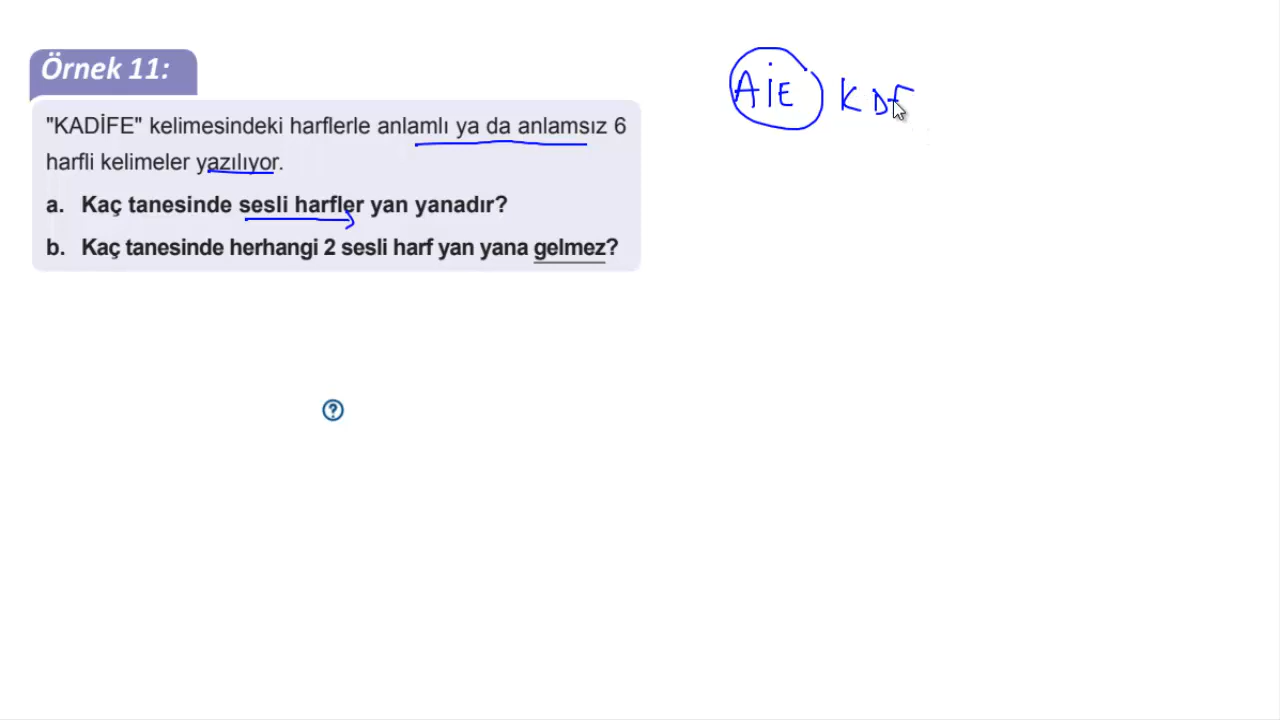 Örnek 11:
"KADİFE" kelimesindeki harflerle anlamlı ya da anlamsız 6
harfli kelimeler yazılıyor.
a. Kaç tanesinde sesli harfler yan yanadır?
b. Kaç tanesinde herhangi 2 sesli harf yan yana gelmez?
AİE K D F
?